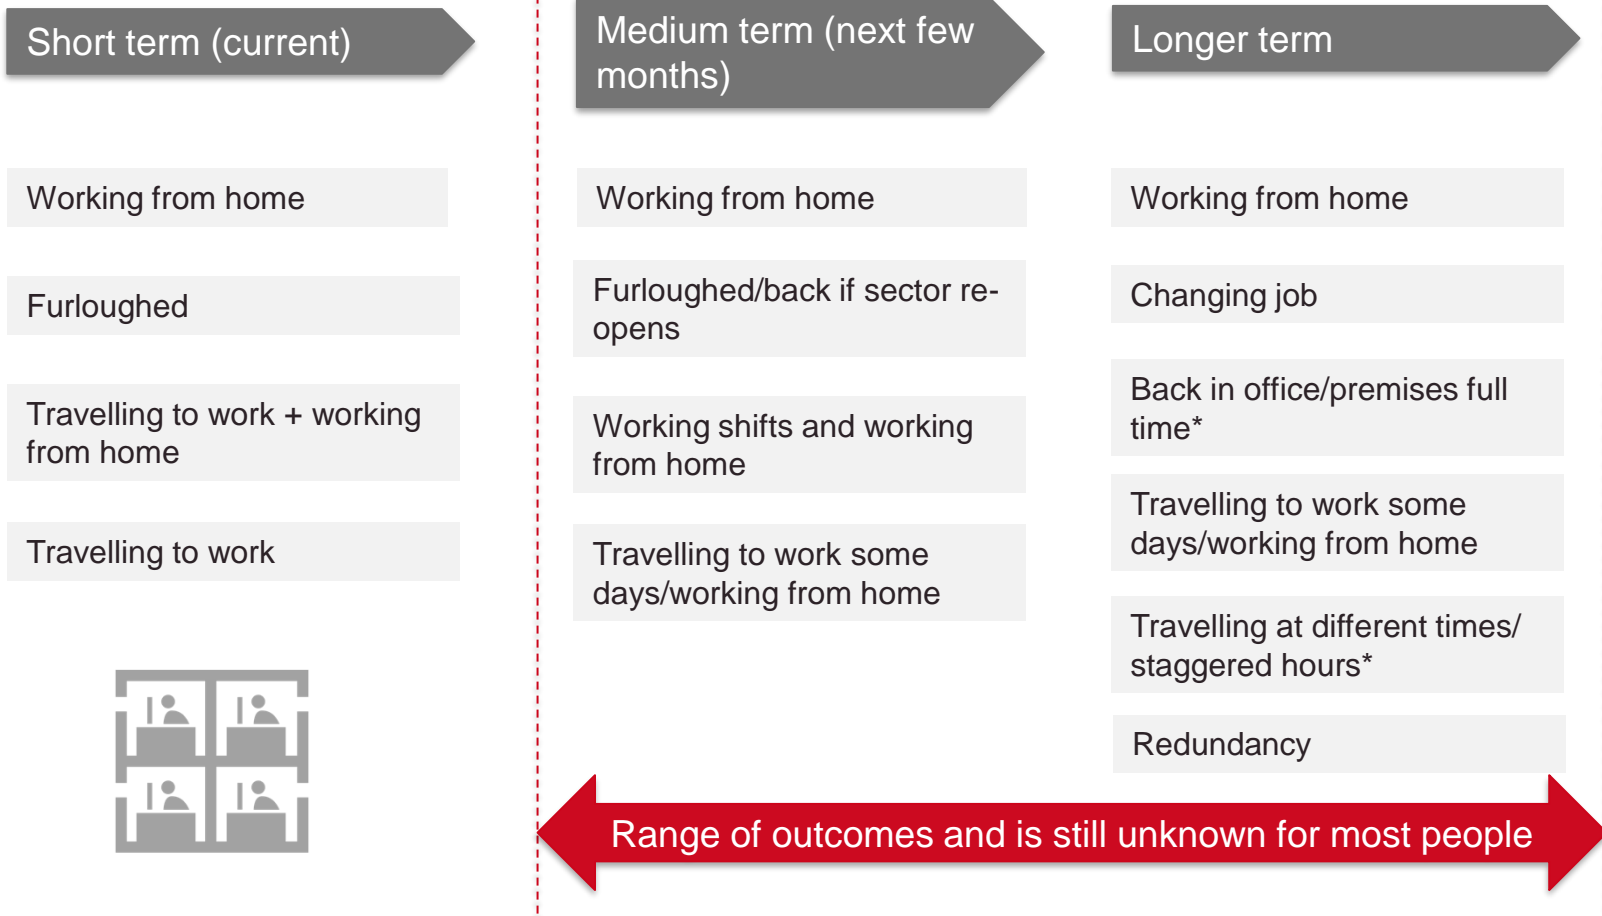 Short term (current)
Working from home
Furloughed
Travelling to work + working
from home
Travelling to work
Medium term (next few
months)
Working from home
Furloughed/back if sector re-
opens
Working shifts and working
from home
Travelling to work some
days/working from home
Longer term
Working from home
Changing job
Back in office/premises full
time*
Travelling to work some
days/working from home
Travelling at different times/
staggered hours*
Redundancy
Range of outcomes and is still unknown for most people